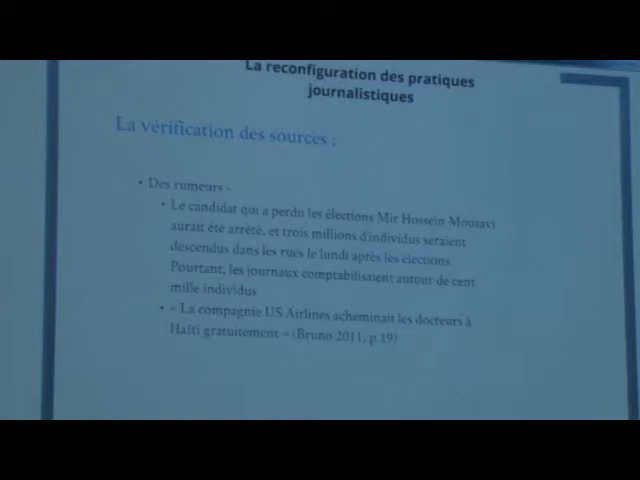 La reconfiguration des pratiques
journalistiques
La vérification des sources :
• Des rumeurs -
• Le candidat qui a perdu les élections Mir Hossein Mousavi
aurait été arrêté, et trois millions d'individus seraient
descendus dans les rues le lundi après les élections.
Pourtant, les journaux comptabilisaient autour de cent
mille individus
• « La compagnie US Airlines acheminait les docteurs à
Haïti gratuitement » (Bruno 2011, p.19)